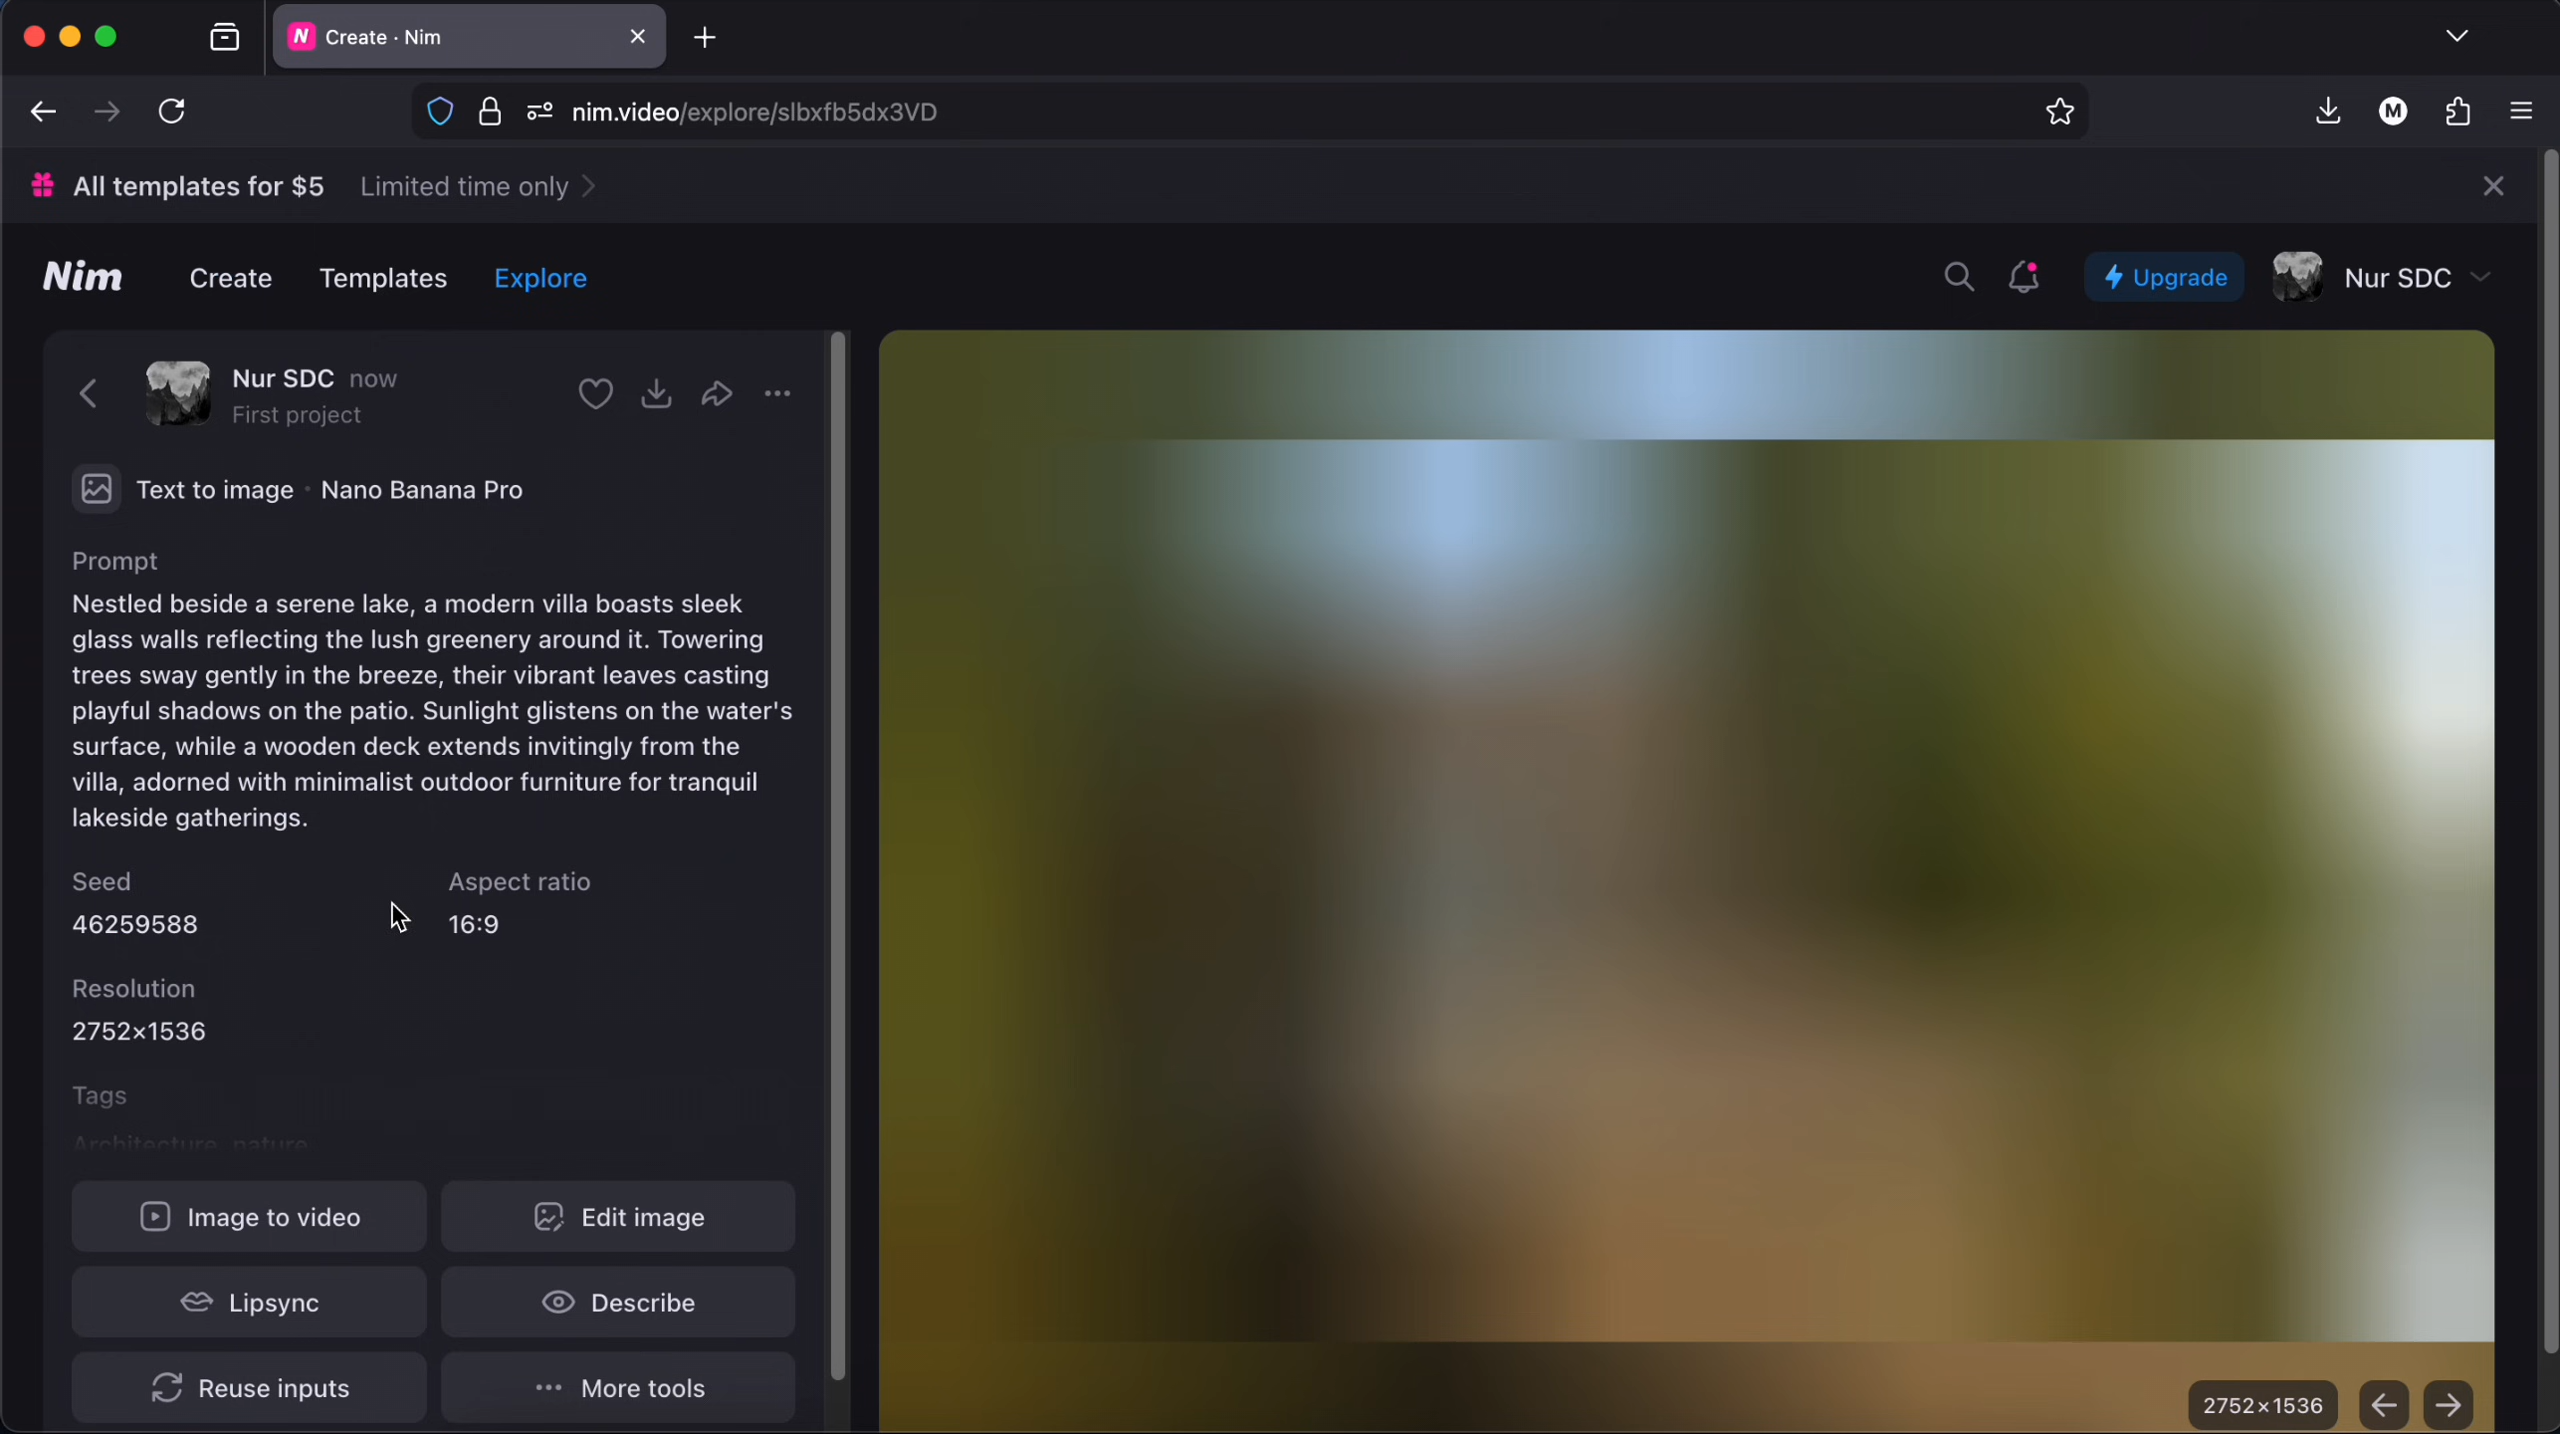 Create · Nim
nim.video/explore/slbxfb5dx3VD
M
All templates for $5 Limited time only
Nim Create Templates Explore Upgrade Nur SDC
Nur SDC now
First project
Text to image · Nano Banana Pro
Prompt
Nestled beside a serene lake, a modern villa boasts sleek
glass walls reflecting the lush greenery around it. Towering
trees sway gently in the breeze, their vibrant leaves casting
playful shadows on the patio. Sunlight glistens on the water's
surface, while a wooden deck extends invitingly from the
villa, adorned with minimalist outdoor furniture for tranquil
lakeside gatherings.
Seed Aspect ratio
46259588 16:9
Resolution
2752×1536
Tags
Architecture, nature
Image to video Edit image
Lipsync Describe
Reuse inputs More tools
2752×1536